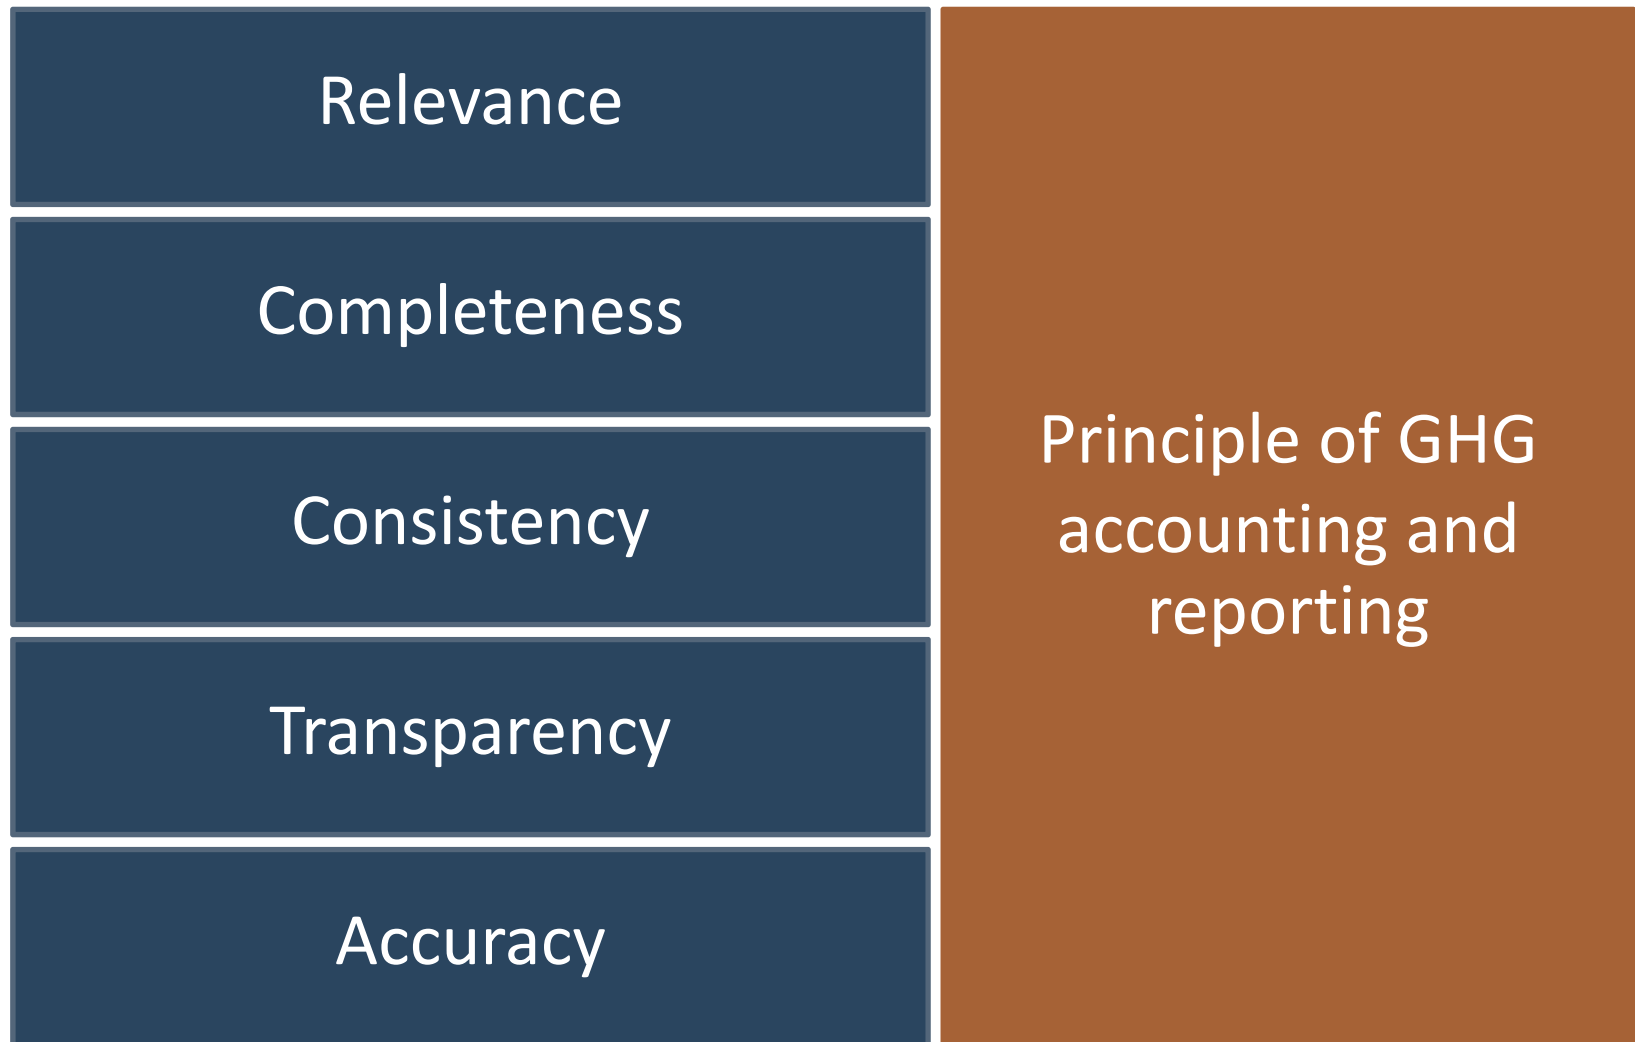 Relevance
Completeness
Consistency
Transparency
Accuracy
Principle of GHG
accounting and
reporting